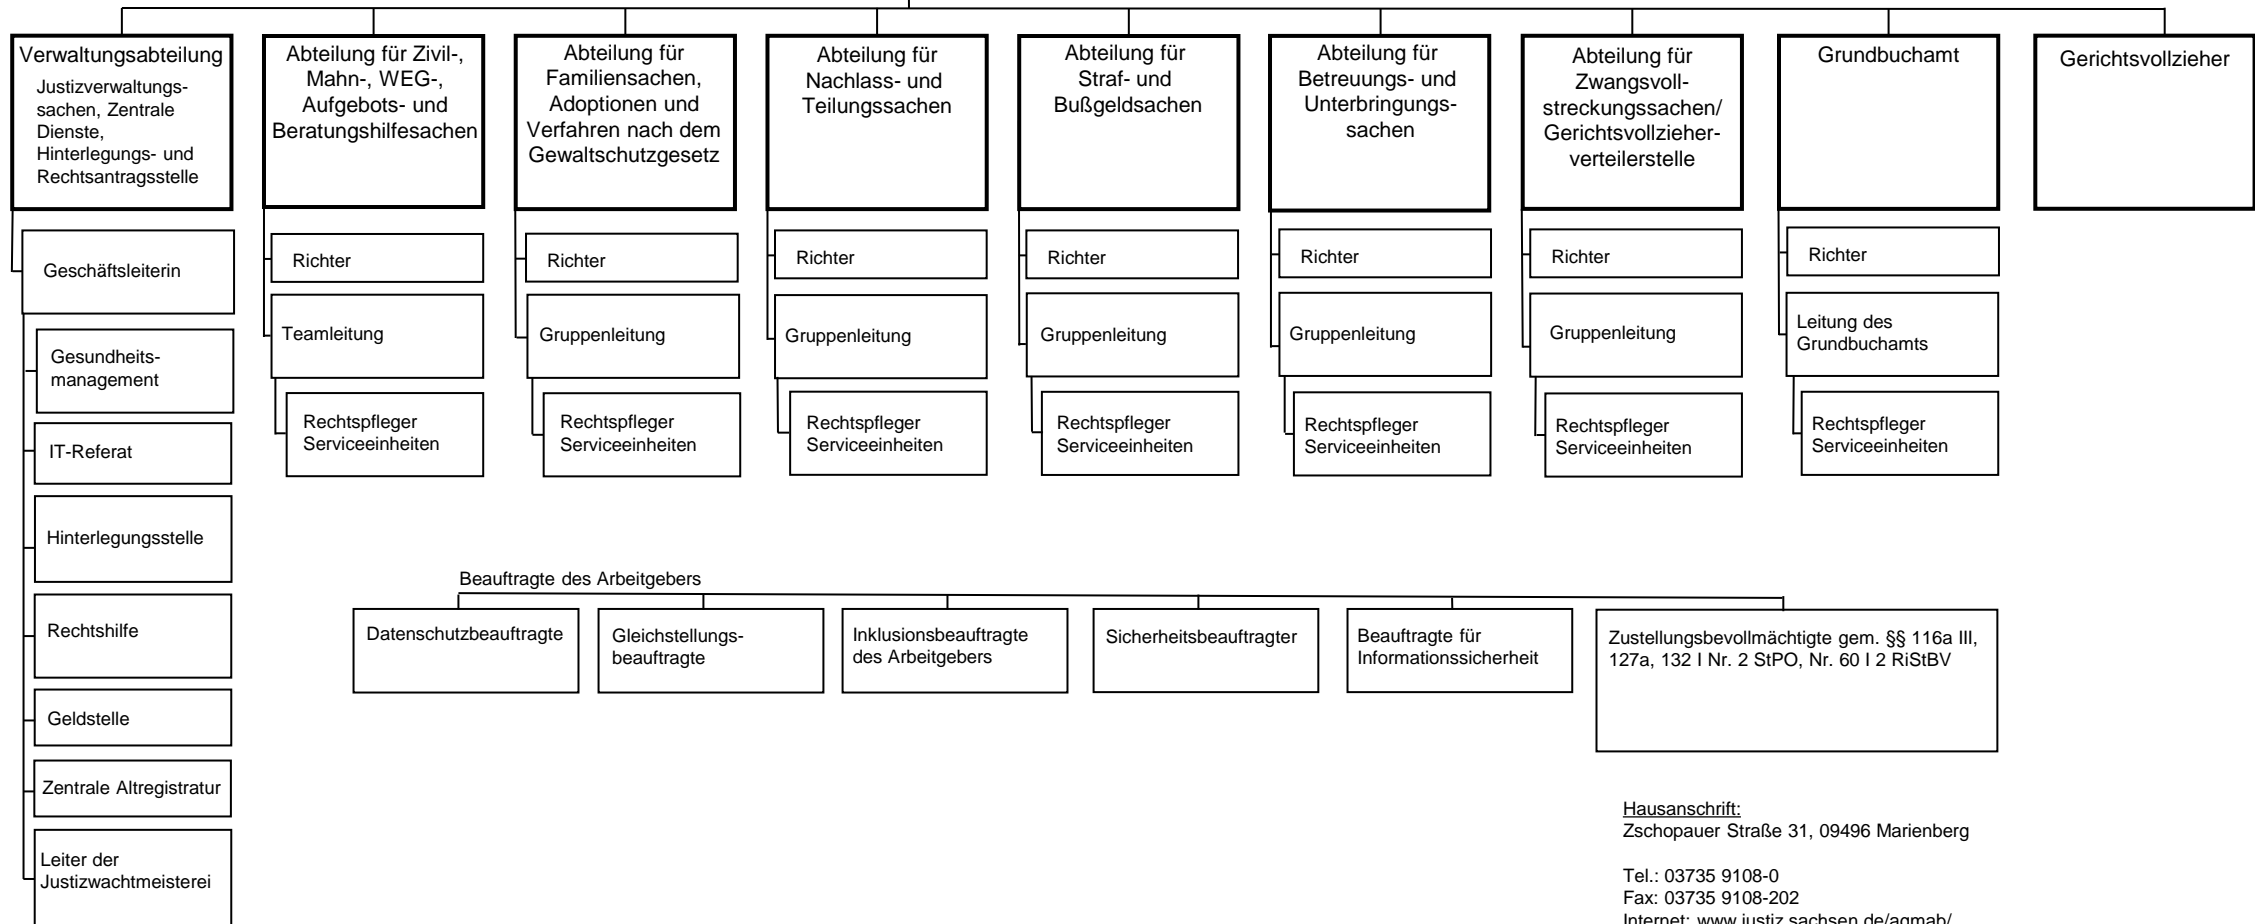 Verwaltungsabteilung
Justizverwaltungs-
sachen, Zentrale
Dienste,
Hinterlegungs- und
Rechtsantragsstelle
Geschäftsleiterin
Gesundheits-
management
IT-Referat
Hinterlegungsstelle
Rechtshilfe
Geldstelle
Zentrale Altregistratur
Leiter der
Justizwachtmeisterei
Abteilung für Zivil-,
Mahn-, WEG-,
Aufgebots- und
Beratungshilfesachen
Richter
Teamleitung
Rechtspfleger
Serviceeinheiten
Abteilung für
Familiensachen,
Adoptionen und
Verfahren nach dem
Gewaltschutzgesetz
Richter
Gruppenleitung
Rechtspfleger
Serviceeinheiten
Abteilung für
Nachlass- und
Teilungssachen
Richter
Gruppenleitung
Rechtspfleger
Serviceeinheiten
Abteilung für
Straf- und
Bußgeldsachen
Richter
Gruppenleitung
Rechtspfleger
Serviceeinheiten
Abteilung für
Betreuungs- und
Unterbringungs-
sachen
Richter
Gruppenleitung
Rechtspfleger
Serviceeinheiten
Abteilung für
Zwangsvoll-
streckungssachen/
Gerichtsvollzieher-
verteilerstelle
Richter
Gruppenleitung
Rechtspfleger
Serviceeinheiten
Grundbuchamt
Richter
Leitung des
Grundbuchamts
Rechtspfleger
Serviceeinheiten
Gerichtsvollzieher
Beauftragte des Arbeitgebers
Datenschutzbeauftragte
Gleichstellungs-
beauftragte
Inklusionsbeauftragte
des Arbeitgebers
Sicherheitsbeauftragter
Beauftragte für
Informationssicherheit
Zustellungsbevollmächtigte gem. §§ 116a III,
127a, 132 I Nr. 2 StPO, Nr. 60 I 2 RiStBV
Hausanschrift:
Zschopauer Straße 31, 09496 Marienberg
Tel.: 03735 9108-0
Fax: 03735 9108-202
Internet: www.justiz.sachsen.de/agmab/